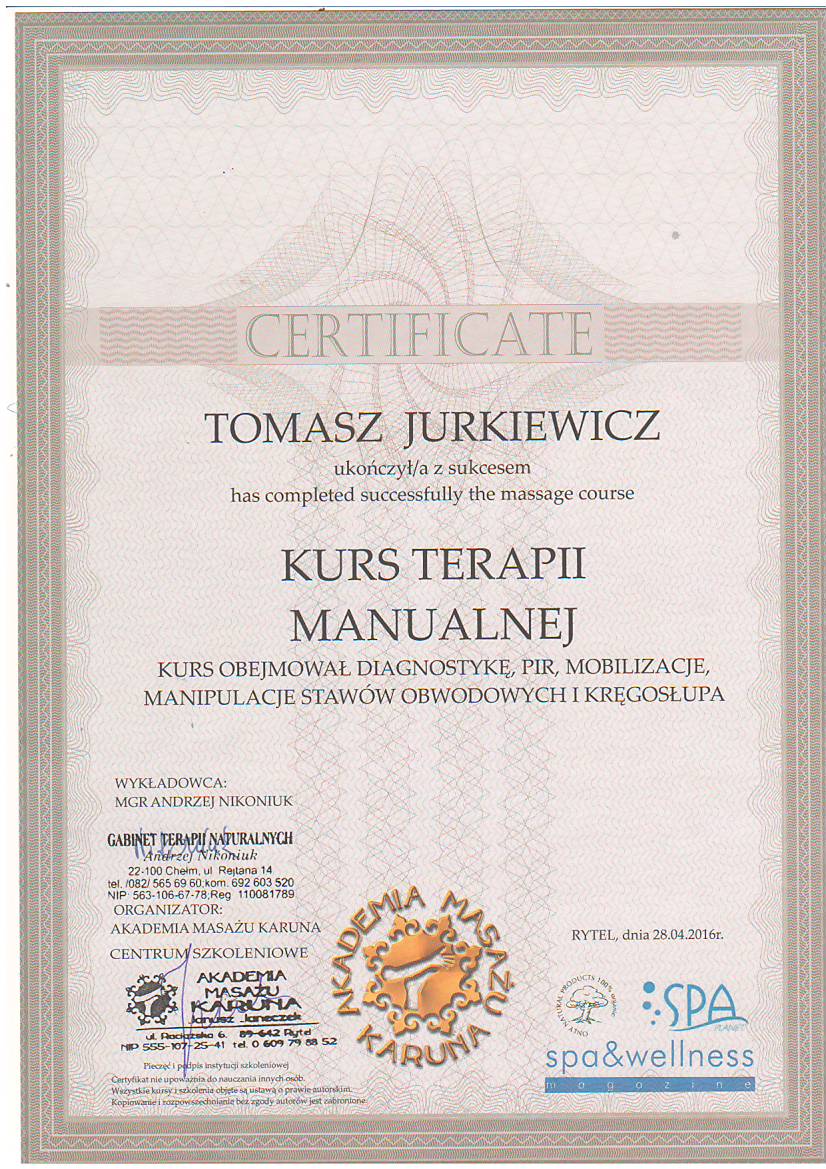 CERTIFICATE
TOMASZ JURKIEWICZ
ukończył/a z sukcesem
has completed successfully the massage course
KURS TERAPII
MANUALNEJ
KURS OBEJMOWAŁ DIAGNOSTYKĘ, PIR, MOBILIZACJE,
MANIPULACJE STAWÓW OBWODOWYCH I KRĘGOSŁUPA
WYKŁADOWCA:
MGR ANDRZEJ NIKONIUK
GABINET TERAPII NATURALNYCH
Andrzej Nikoniuk
22-100 Chełm, ul Rejtana 14
tel. /082/ 565 69 60;kom. 692 603 520
NIP: 563-106-67-78;Reg 110081789
ORGANIZATOR:
AKADEMIA MASAŻU KARUNA
CENTRUM SZKOLENIOWE
AKADEMIA
MASAŻU
KARUNA
Janusz Janeczek
ul. Raciąska 6, 89-642 Rytel
NIP 555-107-25-41 tel. 0 609 79 88 52
Pieczęć i podpis instytucji szkoleniowej
Certyfikat nie upoważnia do nauczania innych osób.
Wszystkie kursy i szkolenia objęte są ustawą o prawie autorskim.
Kopiowanie i rozpowszechnianie bez zgody autorów jest zabronione.
AKADEMIA MASAŻU
KARUNA
RYTEL, dnia 28.04.2016r.
ONLY NATURAL PRODUCTS 100% organic
SPA
PLANET
spa&wellness
magazine